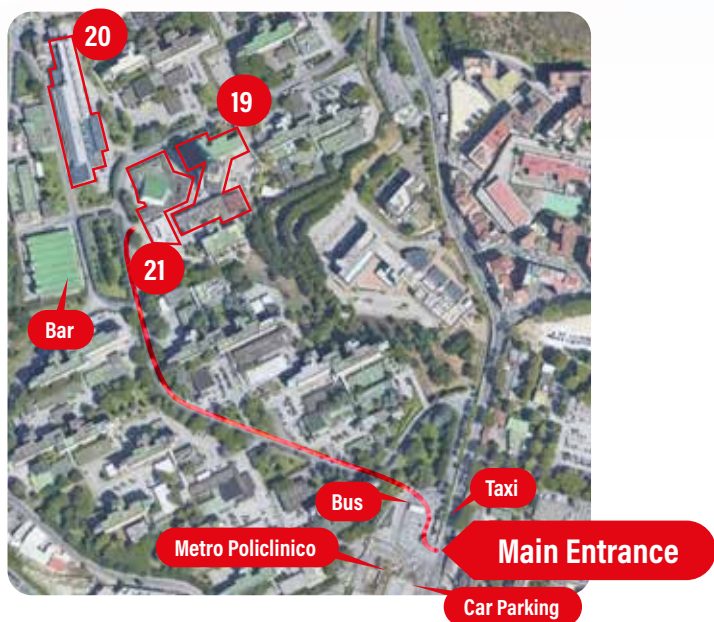 20
19
21
Bar
Bus
Taxi
Metro Policlinico
Main Entrance
Car Parking